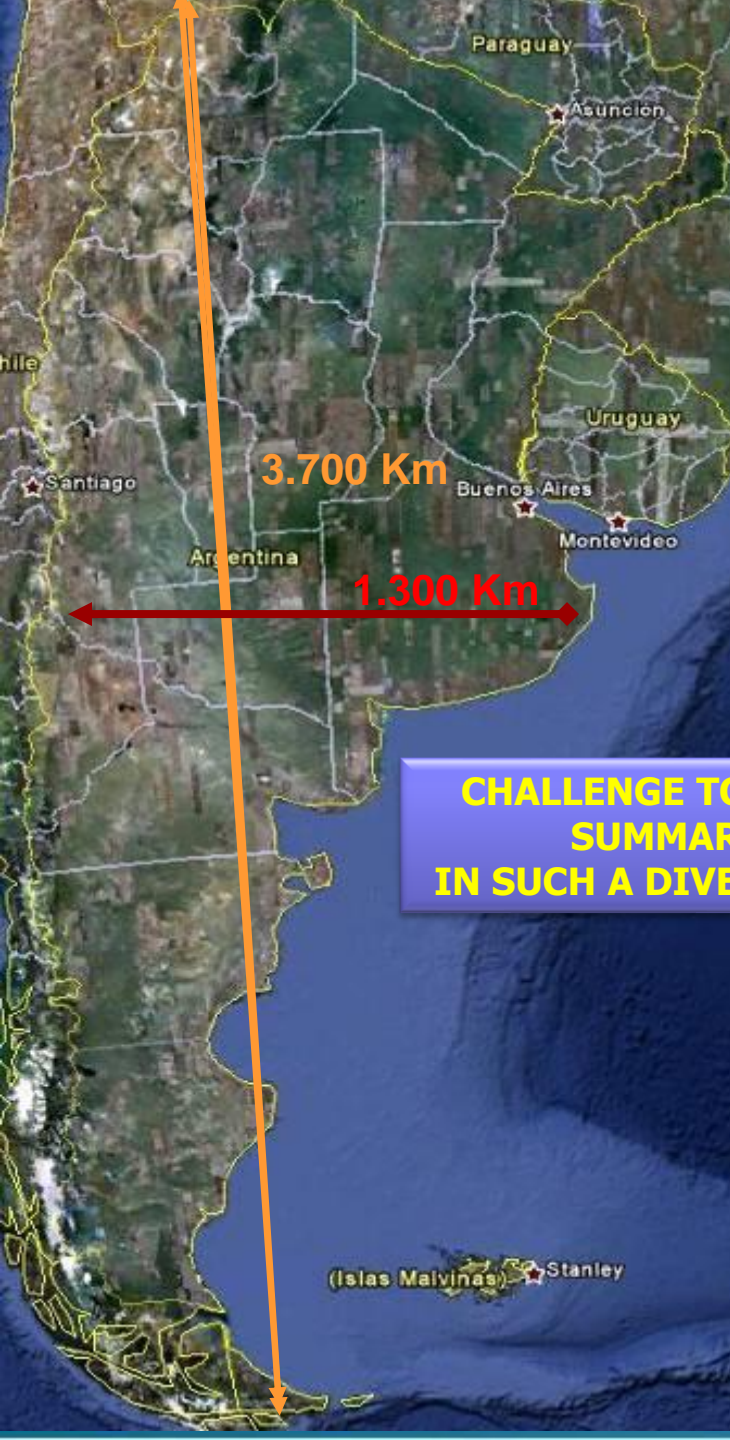 Paraguay
Asunción
hile
Uruguay
3.700 Km
Santiago
Buenos Aires
Montevideo
Argentina
1.300 Km
CHALLENGE TO
SUMMAR
IN SUCH A DIVE
(Islas Malvinas)
Stanley